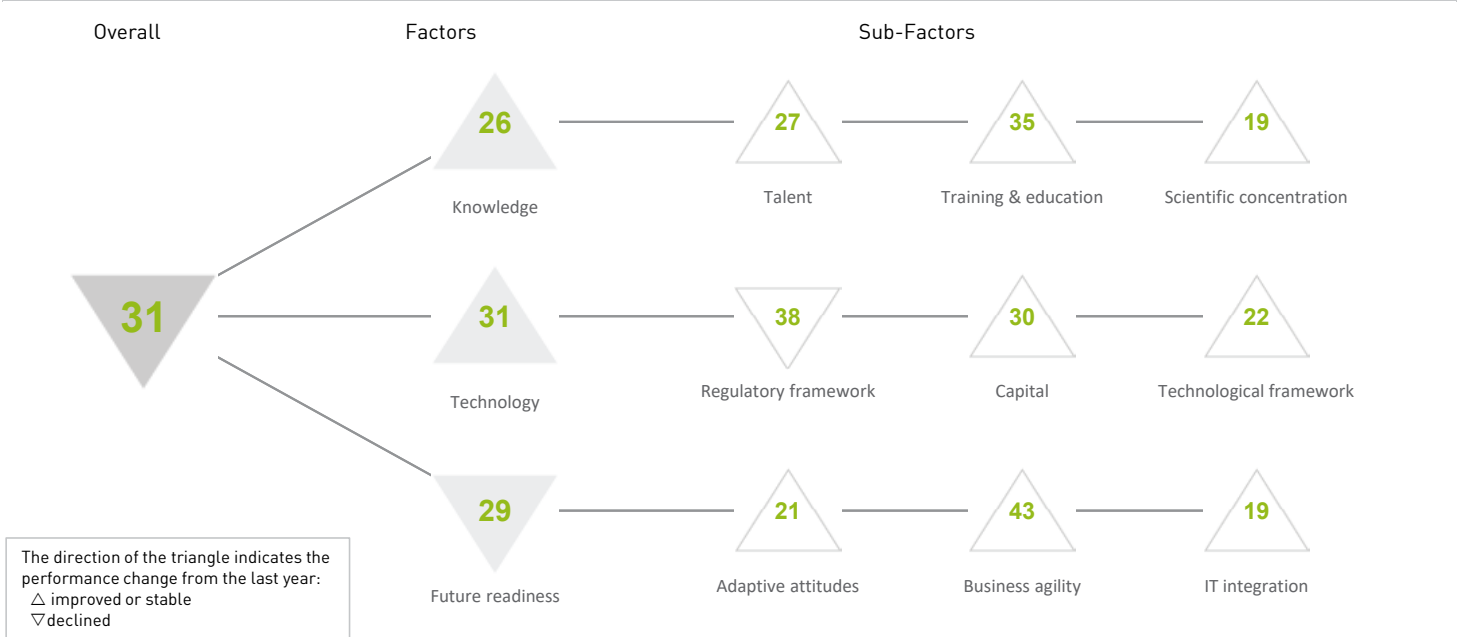 Overall Factors Sub-Factors
26 27 35 19
Knowledge Talent Training & education Scientific concentration
31 31 38 30 22
Technology Regulatory framework Capital Technological framework
29 21 43 19
Future readiness Adaptive attitudes Business agility IT integration
The direction of the triangle indicates the
performance change from the last year:
△ improved or stable
▽ declined